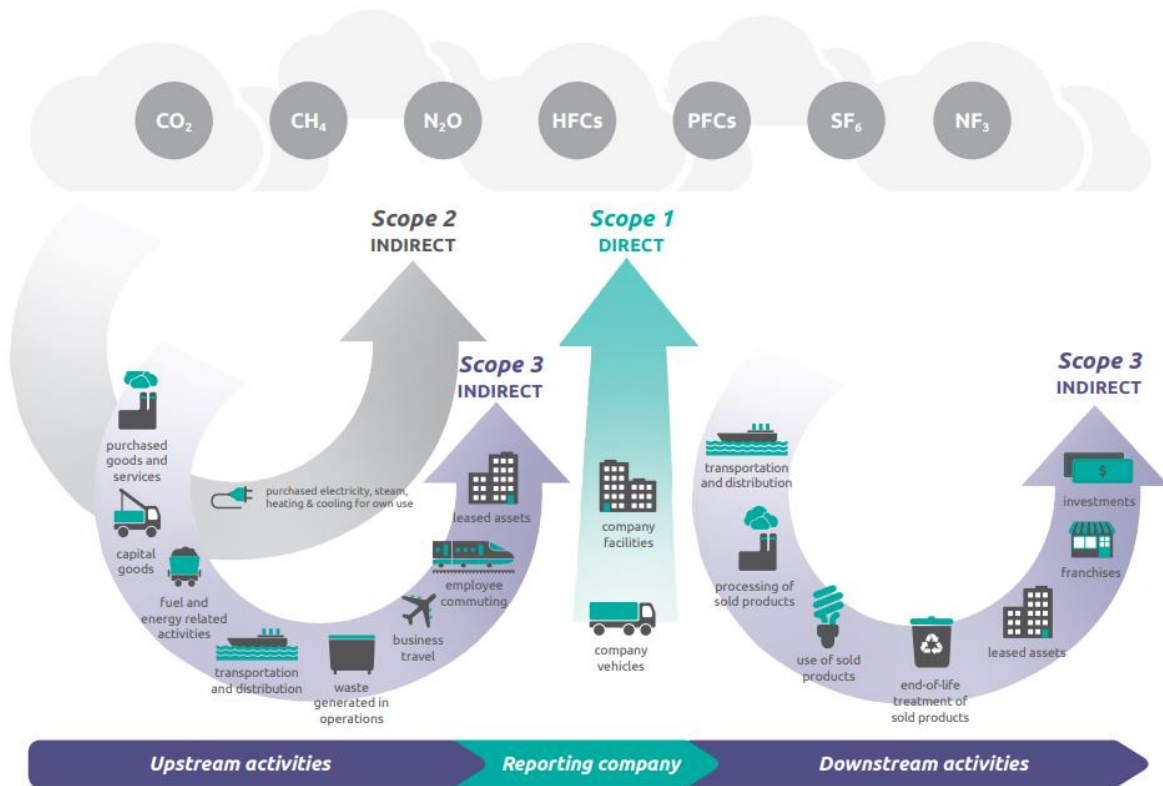 CO₂
CH₄
N₂O
HFCs
PFCs
SF₆
NF₃
Scope 2
INDIRECT
Scope 1
DIRECT
Scope 3
INDIRECT
Scope 3
INDIRECT
purchased
goods and
services
capital
goods
fuel and
energy related
activities
transportation
and distribution
waste
generated in
operations
business
travel
employee
commuting
leased assets
purchased electricity, steam,
heating & cooling for own use
company
facilities
company
vehicles
transportation
and distribution
processing of
sold products
use of sold
products
end-of-life
treatment of
sold products
leased assets
franchises
$
investments
Upstream activities
Reporting company
Downstream activities